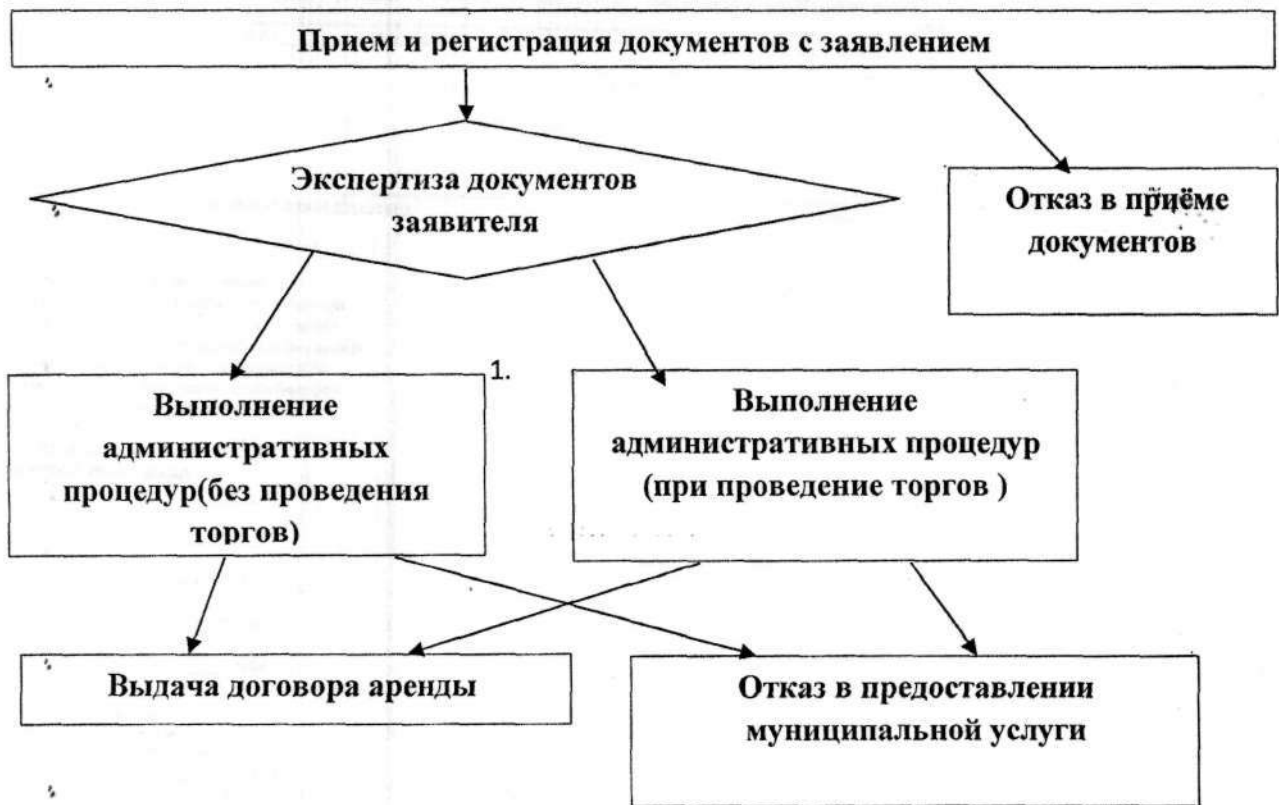 Прием и регистрация документов с заявлением
Экспертиза документов
заявителя
Отказ в приёме
документов
1.
Выполнение
административных
процедур(без проведения
торгов)
Выполнение
административных процедур
(при проведение торгов )
Выдача договора аренды
Отказ в предоставлении
муниципальной услуги